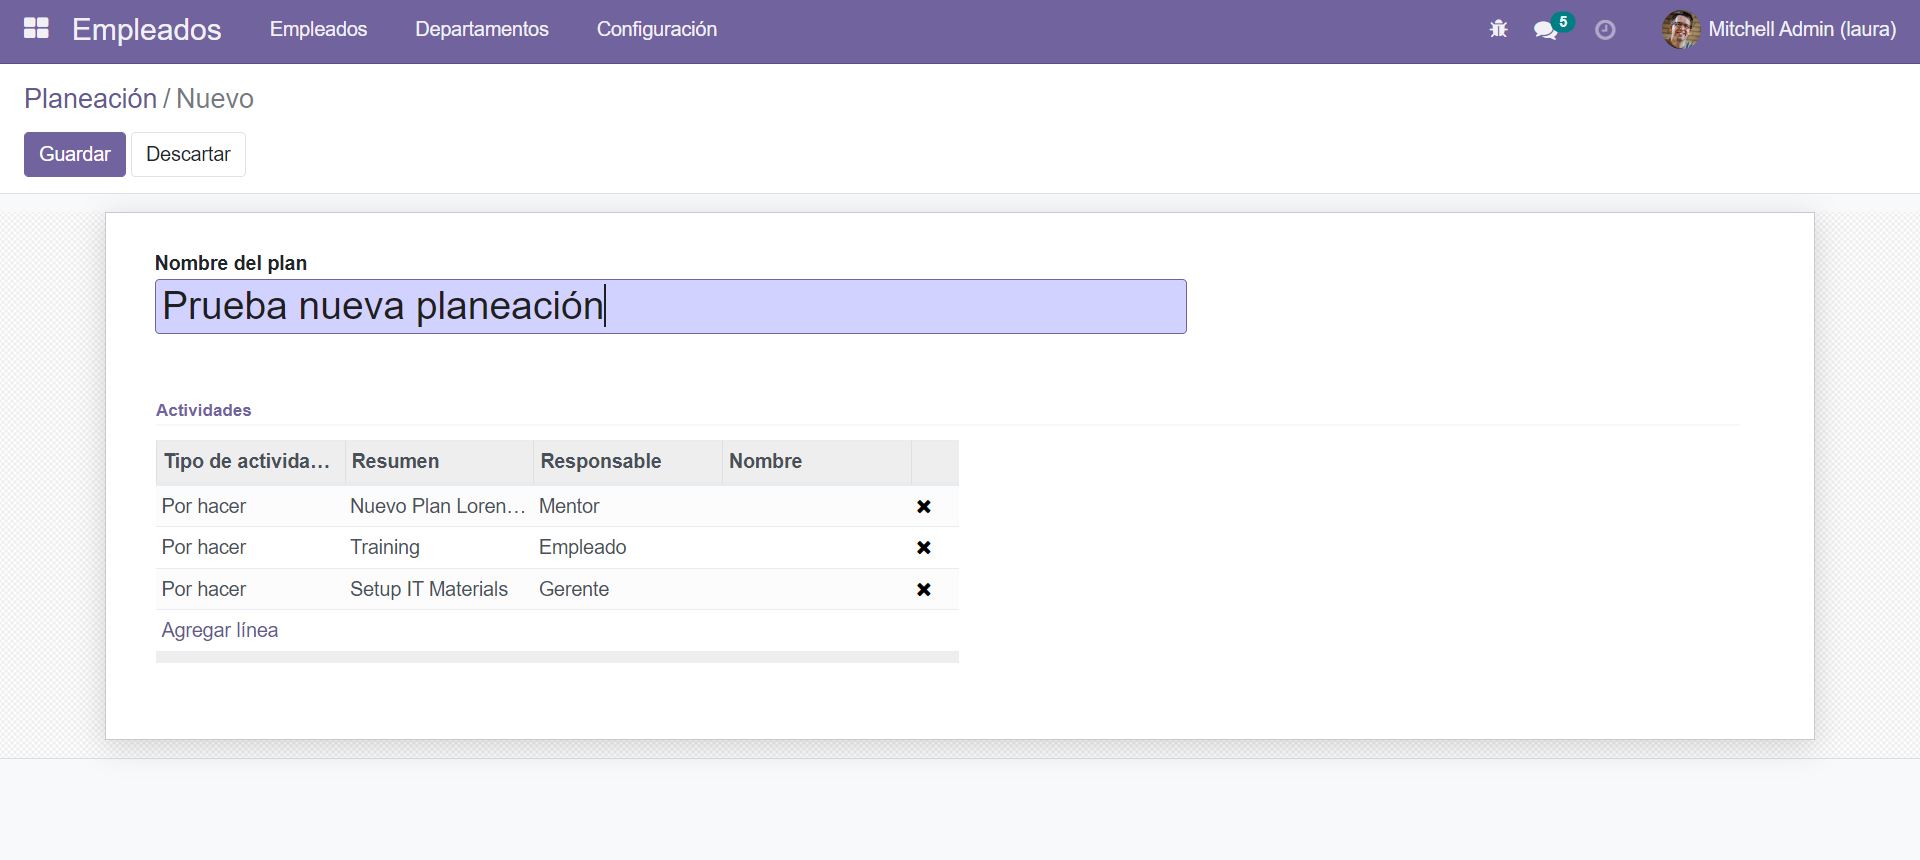 Empleados Empleados Departamentos Configuración 5 Mitchell Admin (laura)
Planeación / Nuevo
Guardar Descartar
Nombre del plan
Prueba nueva planeación
Actividades
Tipo de activida... Resumen Responsable Nombre
Por hacer Nuevo Plan Loren... Mentor
Por hacer Training Empleado
Por hacer Setup IT Materials Gerente
Agregar línea